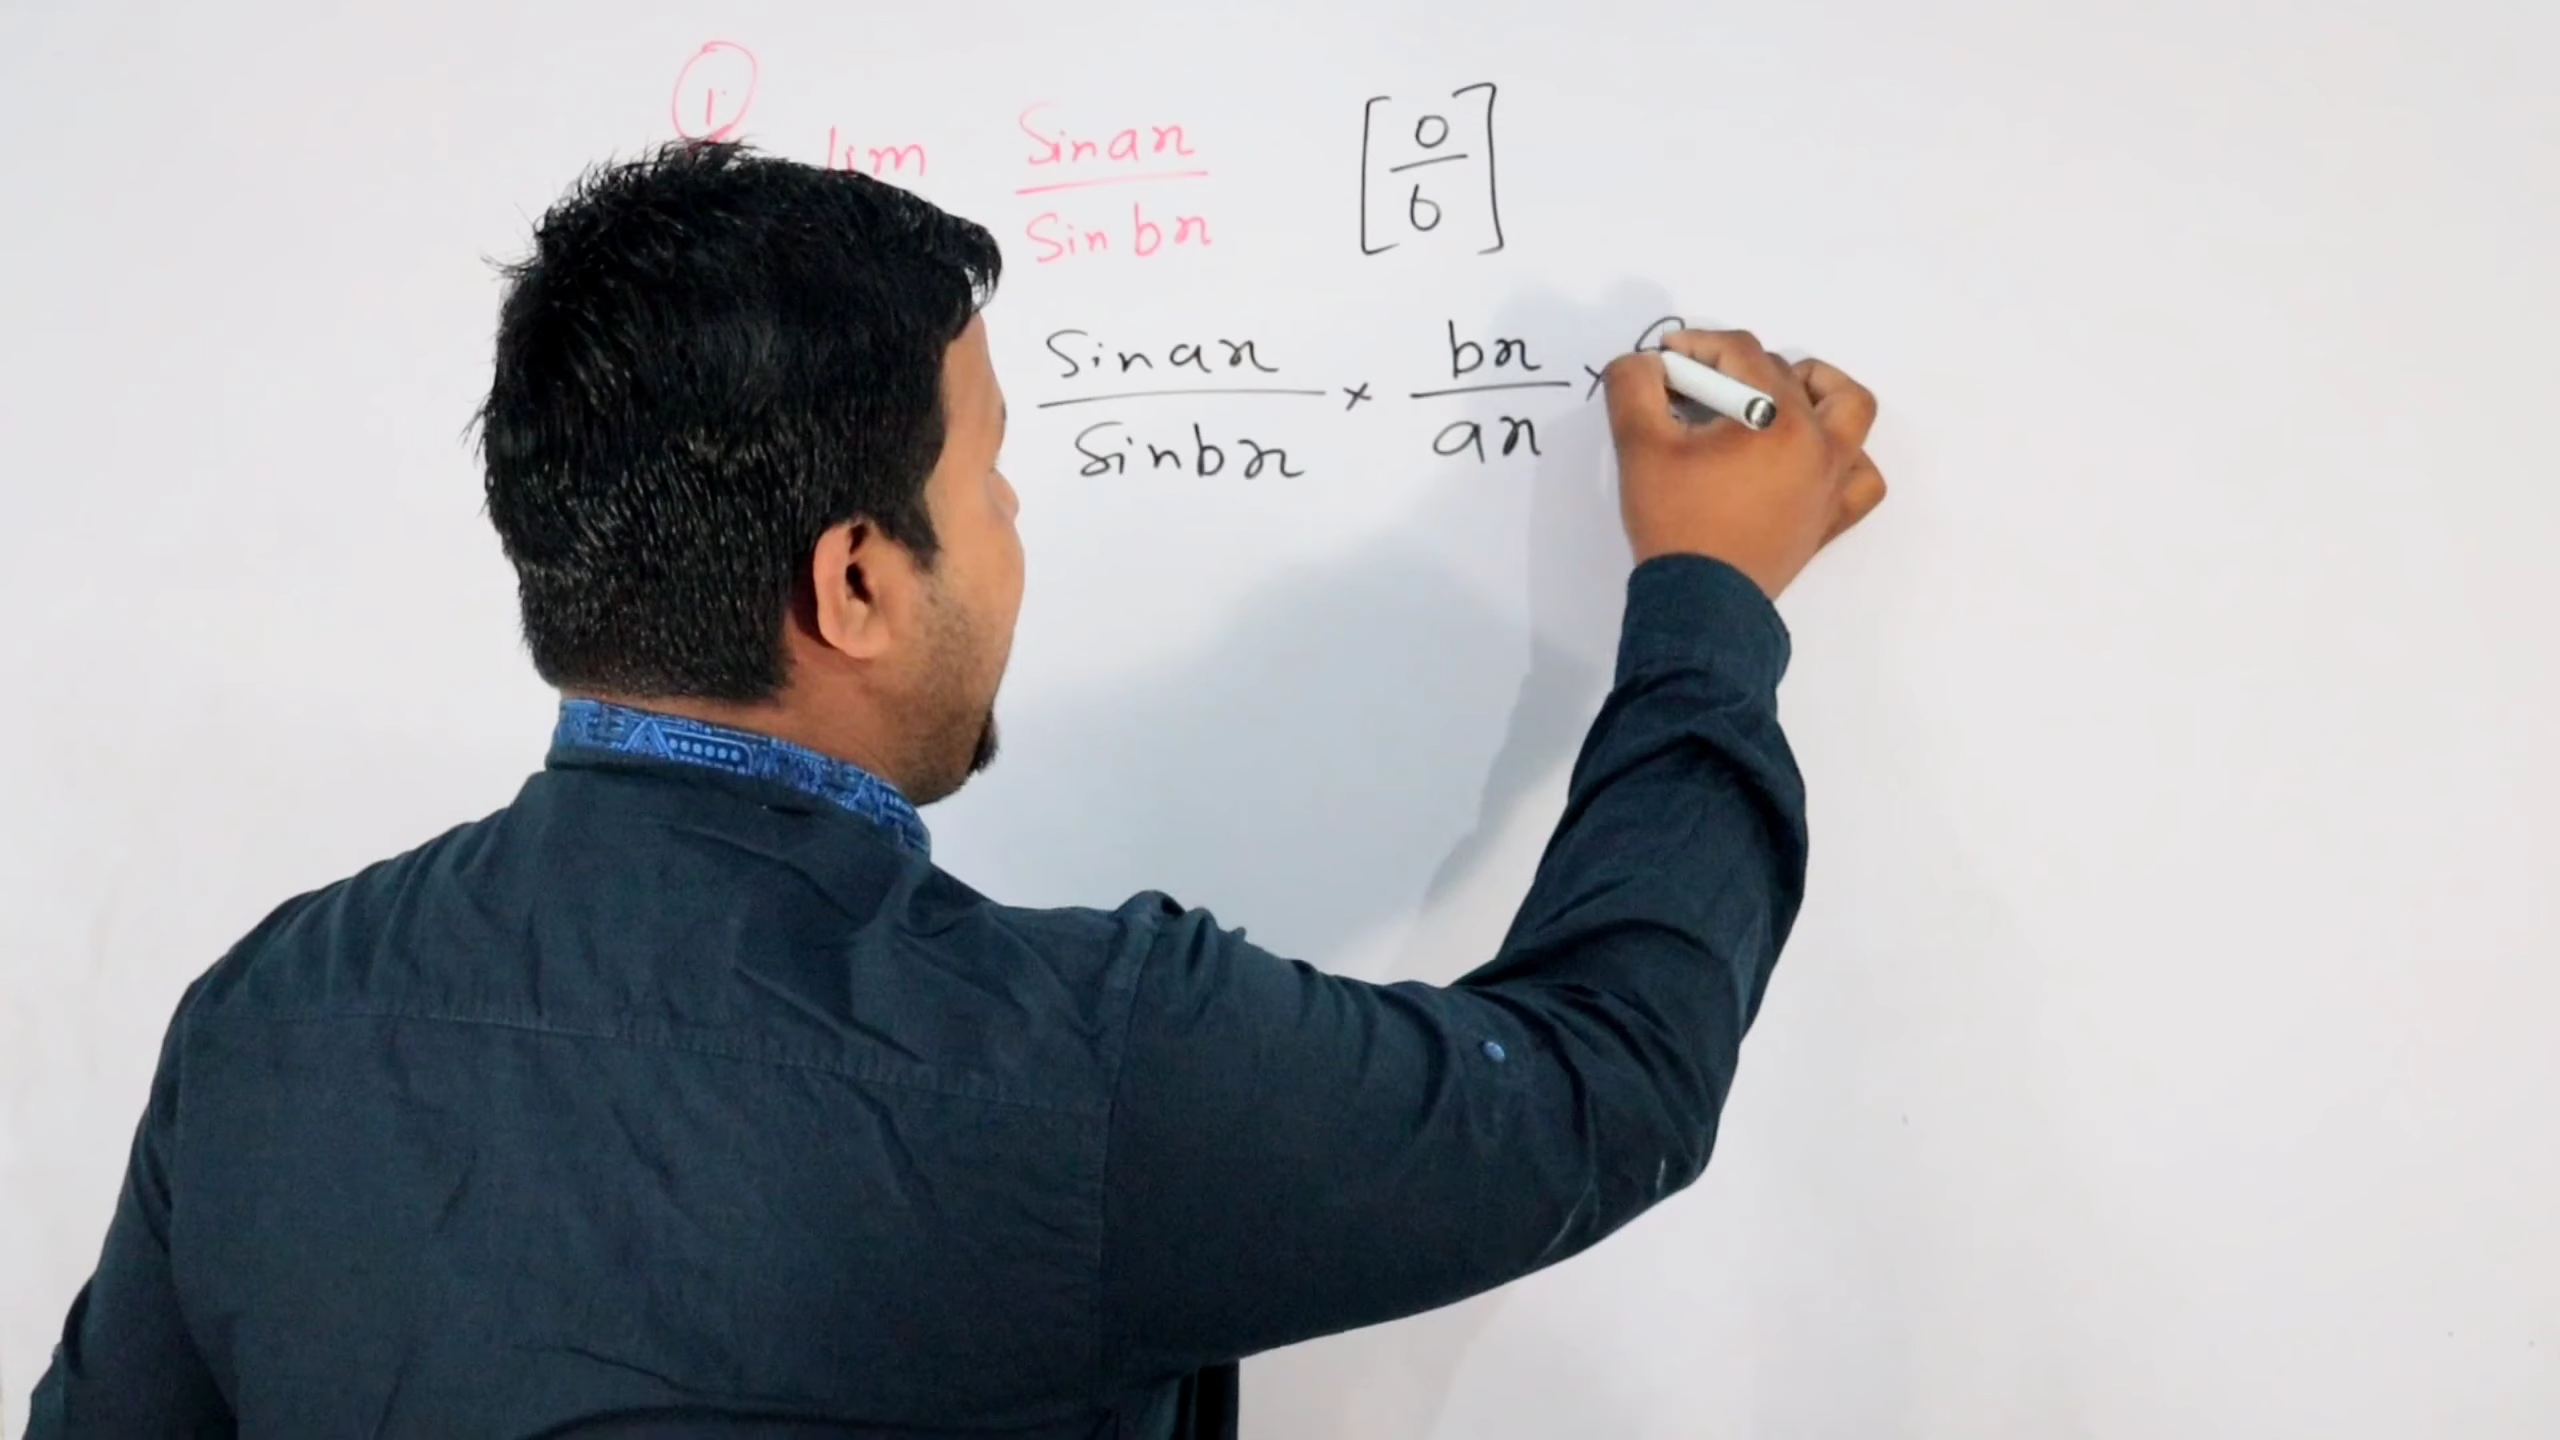 1
lim sinax / sinbx [0/0]
sinax / sinbx × bx / ax ×